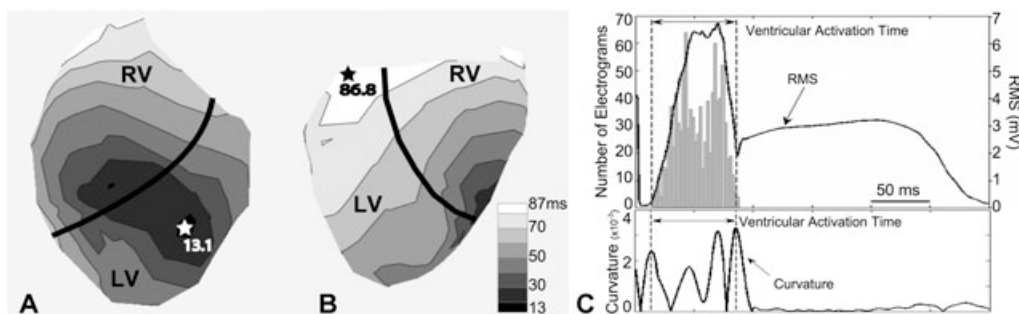 RV
13.1
LV
A
86.8
RV
LV
B
87ms
70
50
30
13
C
Number of Electrograms
70
60
50
40
30
20
10
0
Ventricular Activation Time
RMS
50 ms
7
6
5
4
3
2
1
0
RMS (mV)
Curvature (x10⁻³)
4
2
0
Ventricular Activation Time
Curvature